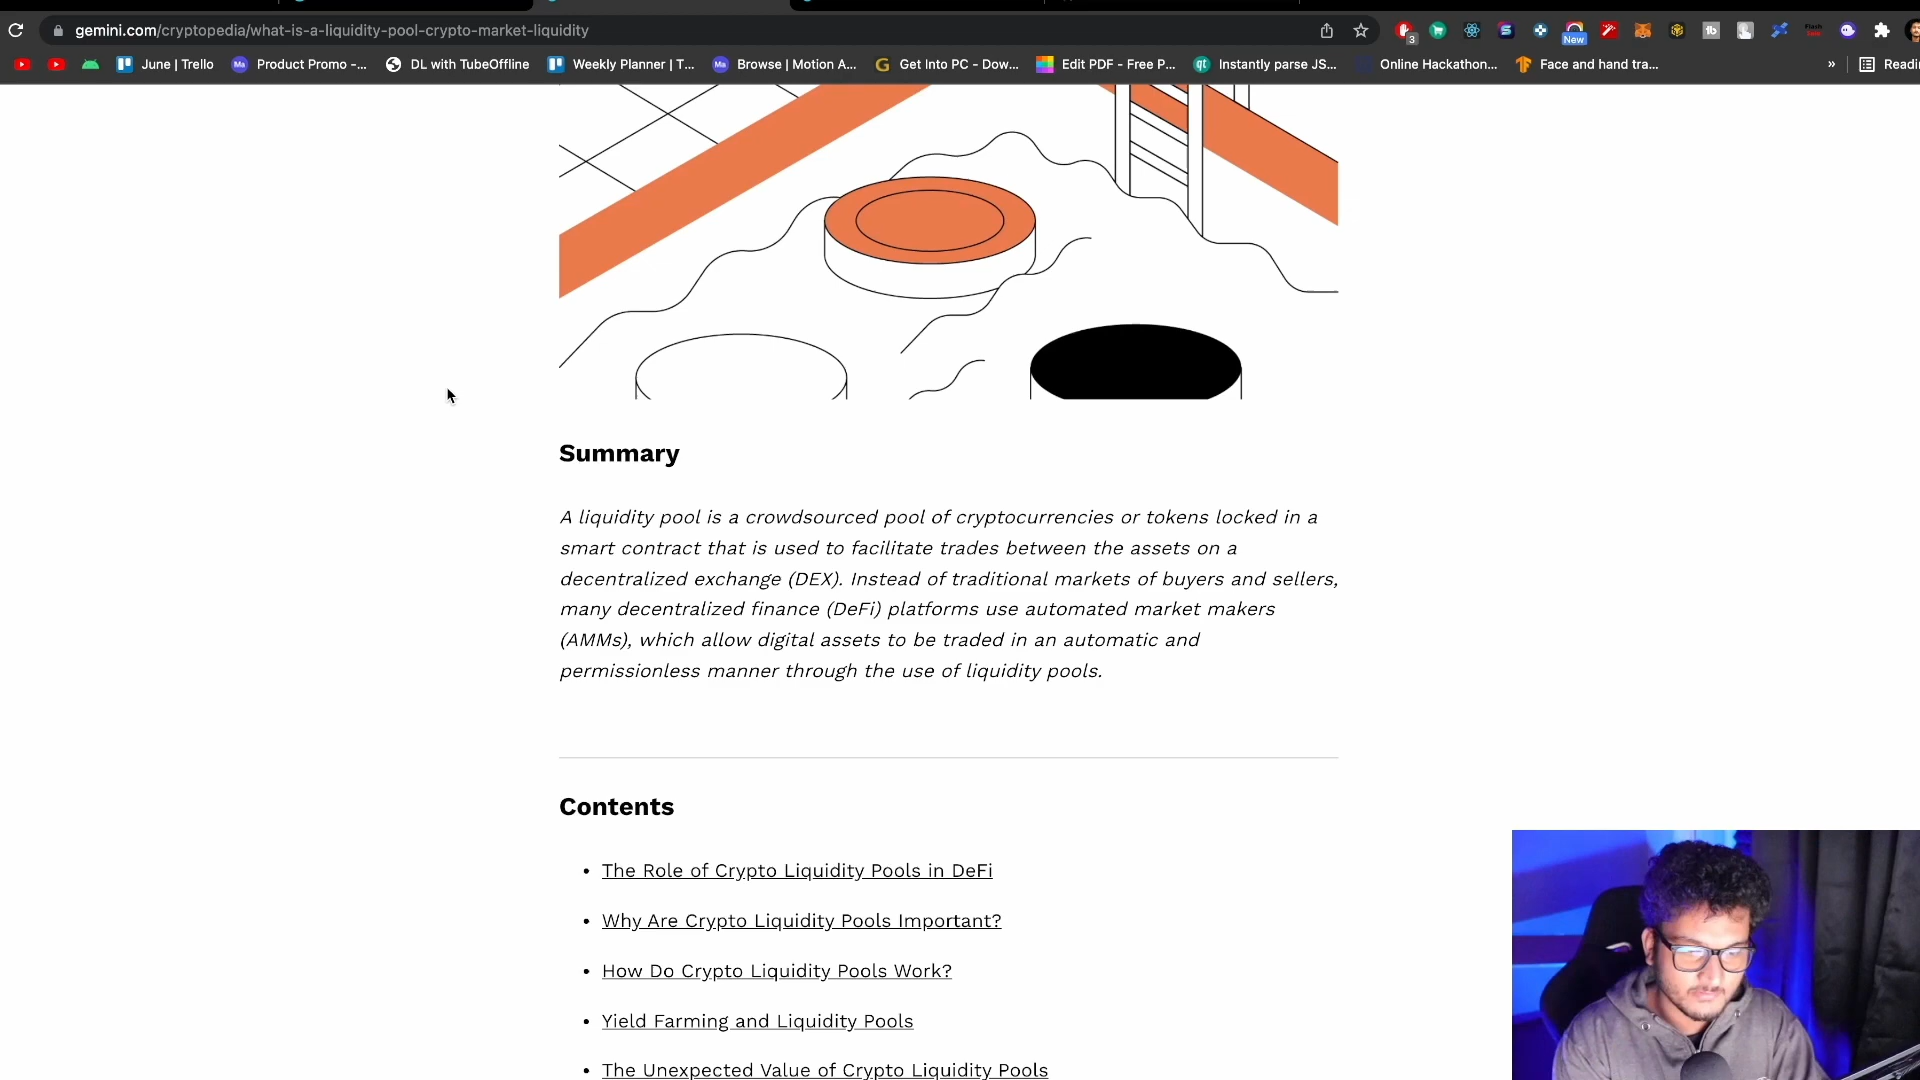 gemini.com/cryptopedia/what-is-a-liquidity-pool-crypto-market-liquidity
3
New
June | Trello
Product Promo -...
DL with TubeOffline
Weekly Planner | T...
Browse | Motion A...
Get Into PC - Dow...
Edit PDF - Free P...
Instantly parse JS...
Online Hackathon...
Face and hand tra...
»
Readi
Summary
A liquidity pool is a crowdsourced pool of cryptocurrencies or tokens locked in a
smart contract that is used to facilitate trades between the assets on a
decentralized exchange (DEX). Instead of traditional markets of buyers and sellers,
many decentralized finance (DeFi) platforms use automated market makers
(AMMs), which allow digital assets to be traded in an automatic and
permissionless manner through the use of liquidity pools.
Contents
• The Role of Crypto Liquidity Pools in DeFi
• Why Are Crypto Liquidity Pools Important?
• How Do Crypto Liquidity Pools Work?
• Yield Farming and Liquidity Pools
• The Unexpected Value of Crypto Liquidity Pools